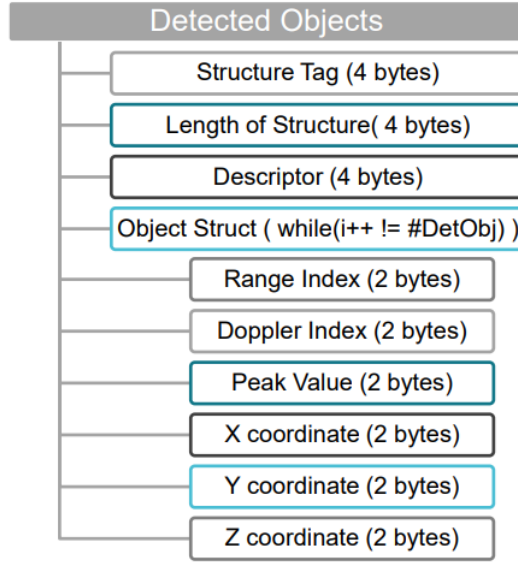 Detected Objects
Structure Tag (4 bytes)
Length of Structure( 4 bytes)
Descriptor (4 bytes)
Object Struct ( while(i++ != #DetObj) )
Range Index (2 bytes)
Doppler Index (2 bytes)
Peak Value (2 bytes)
X coordinate (2 bytes)
Y coordinate (2 bytes)
Z coordinate (2 bytes)